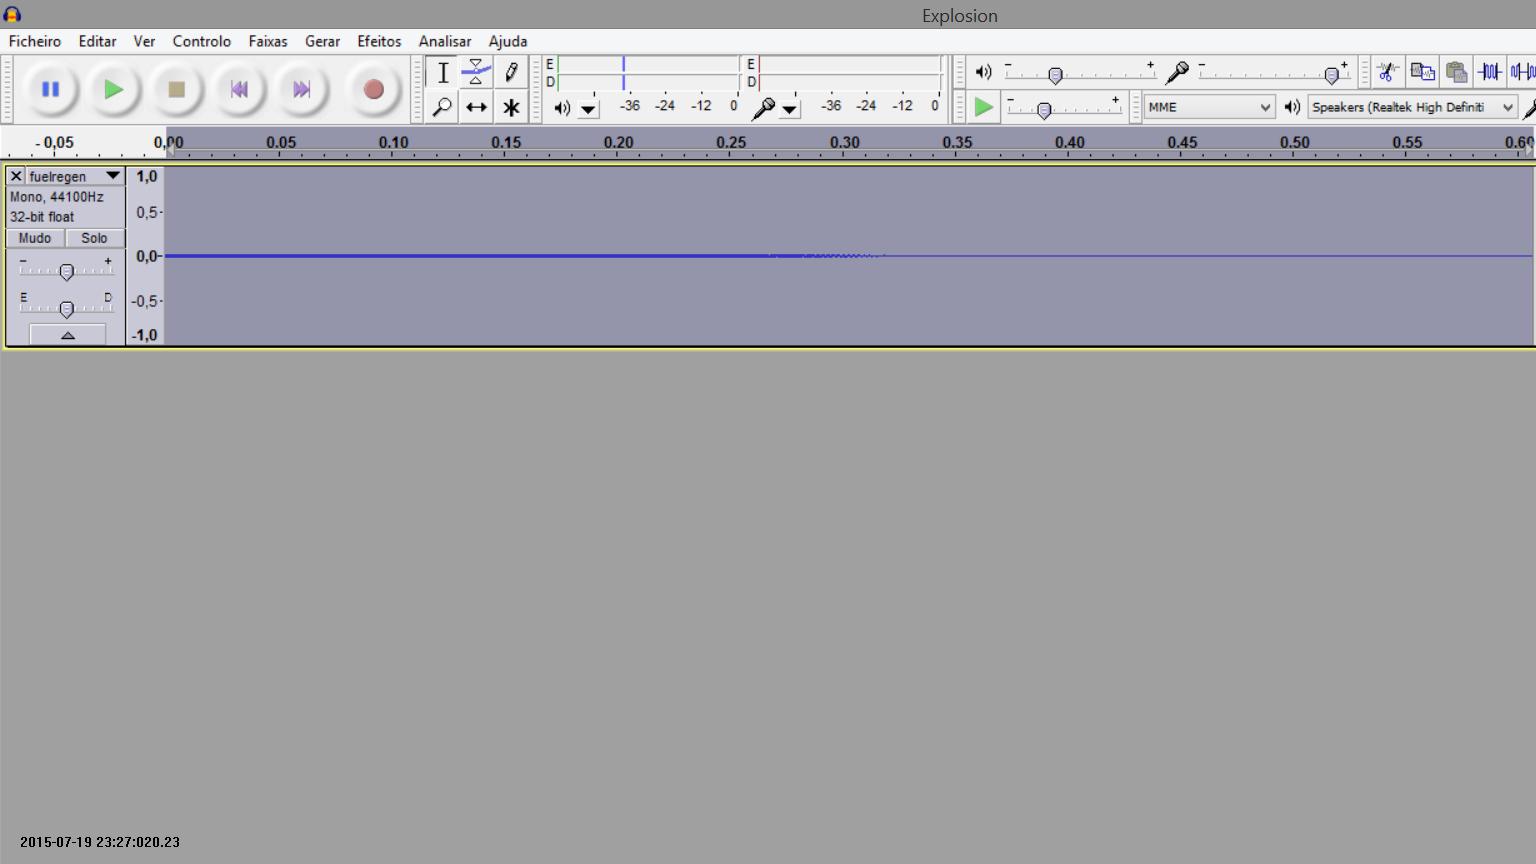 Explosion
Ficheiro Editar Ver Controlo Faixas Gerar Efeitos Analisar Ajuda
E
D
-36 -24 -12 0
E
D
-36 -24 -12 0
- + - +
- +
MME
Speakers (Realtek High Definiti
- 0,05 0,00 0.05 0.10 0.15 0.20 0.25 0.30 0.35 0.40 0.45 0.50 0.55 0.60
fuelregen
Mono, 44100Hz
32-bit float
Mudo Solo
- +
E D
1,0
0,5-
0,0-
-0,5-
-1,0
2015-07-19 23:27:020.23